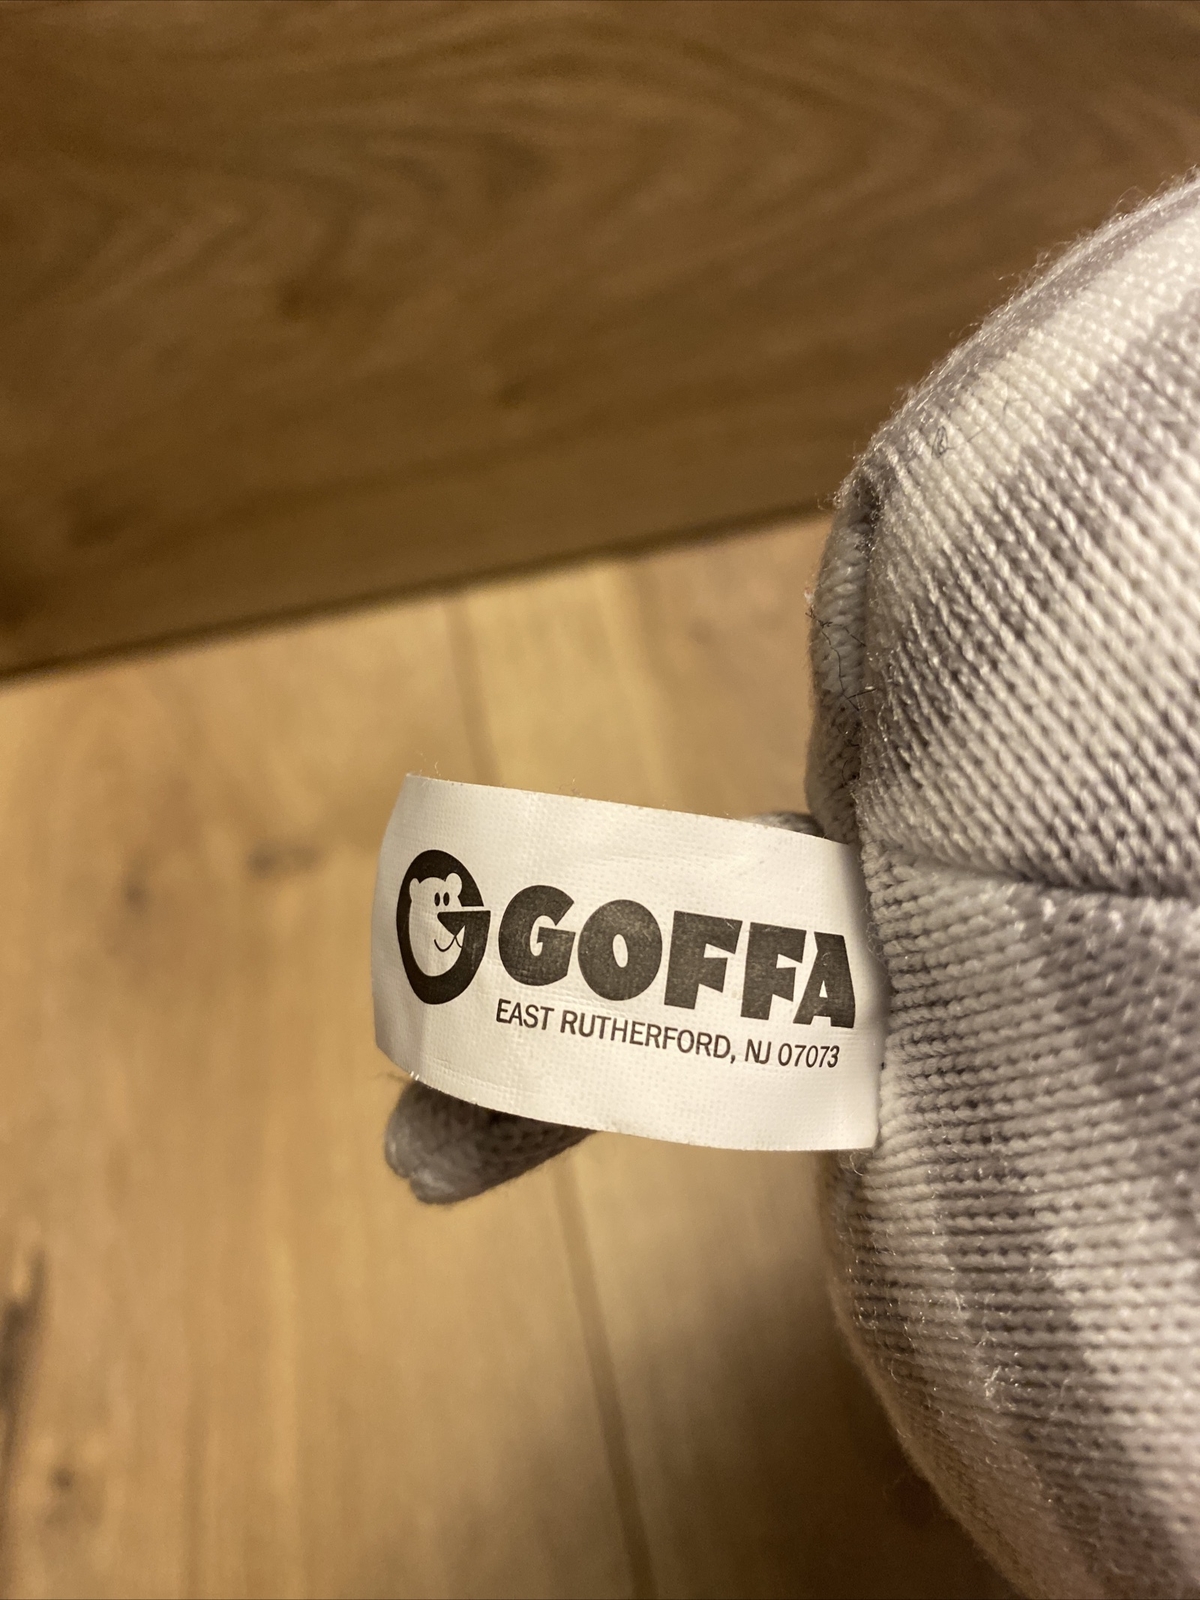 GOFFA
EAST RUTHERFORD, NJ 07073